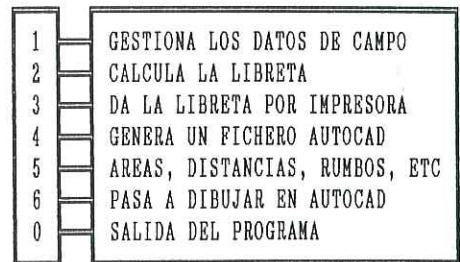 1 GESTIONA LOS DATOS DE CAMPO
2 CALCULA LA LIBRETA
3 DA LA LIBRETA POR IMPRESORA
4 GENERA UN FICHERO AUTOCAD
5 AREAS, DISTANCIAS, RUMBOS, ETC
6 PASA A DIBUJAR EN AUTOCAD
0 SALIDA DEL PROGRAMA